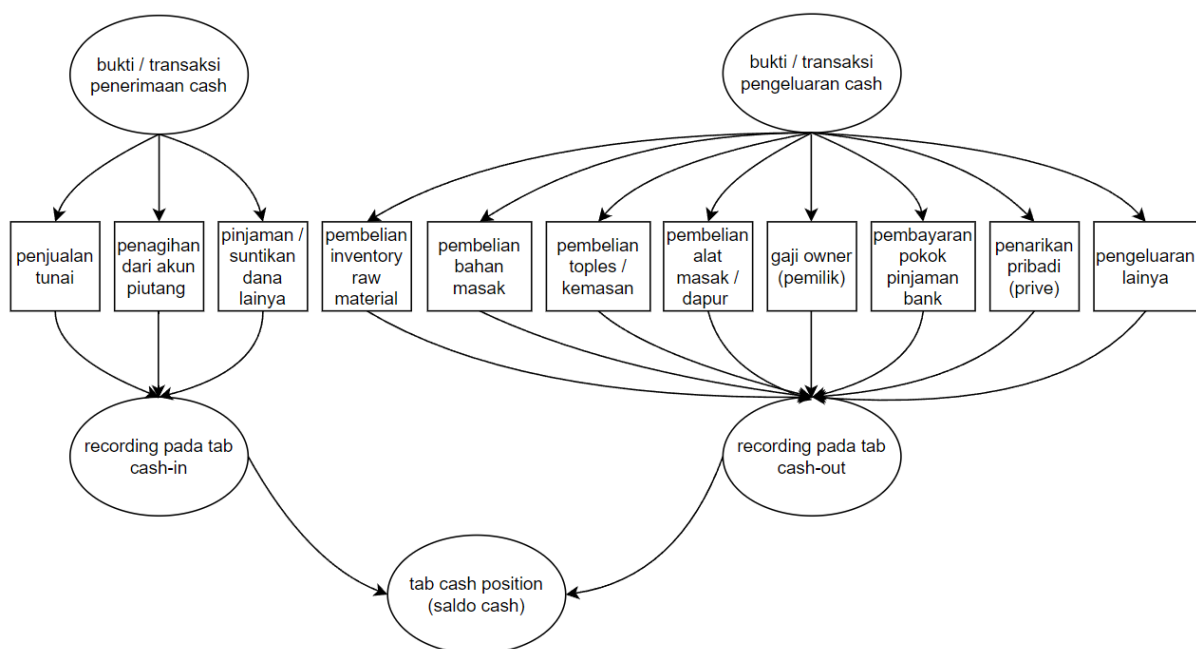 bukti / transaksi
penerimaan cash
bukti / transaksi
pengeluaran cash
penjualan
tunai
penagihan
dari akun
piutang
pinjaman /
suntikan
dana
lainya
pembelian
inventory
raw
material
pembelian
bahan
masak
pembelian
toples /
kemasan
pembelian
alat
masak /
dapur
gaji owner
(pemilik)
pembayaran
pokok
pinjaman
bank
penarikan
pribadi
(prive)
pengeluaran
lainya
recording pada tab
cash-in
recording pada tab
cash-out
tab cash position
(saldo cash)